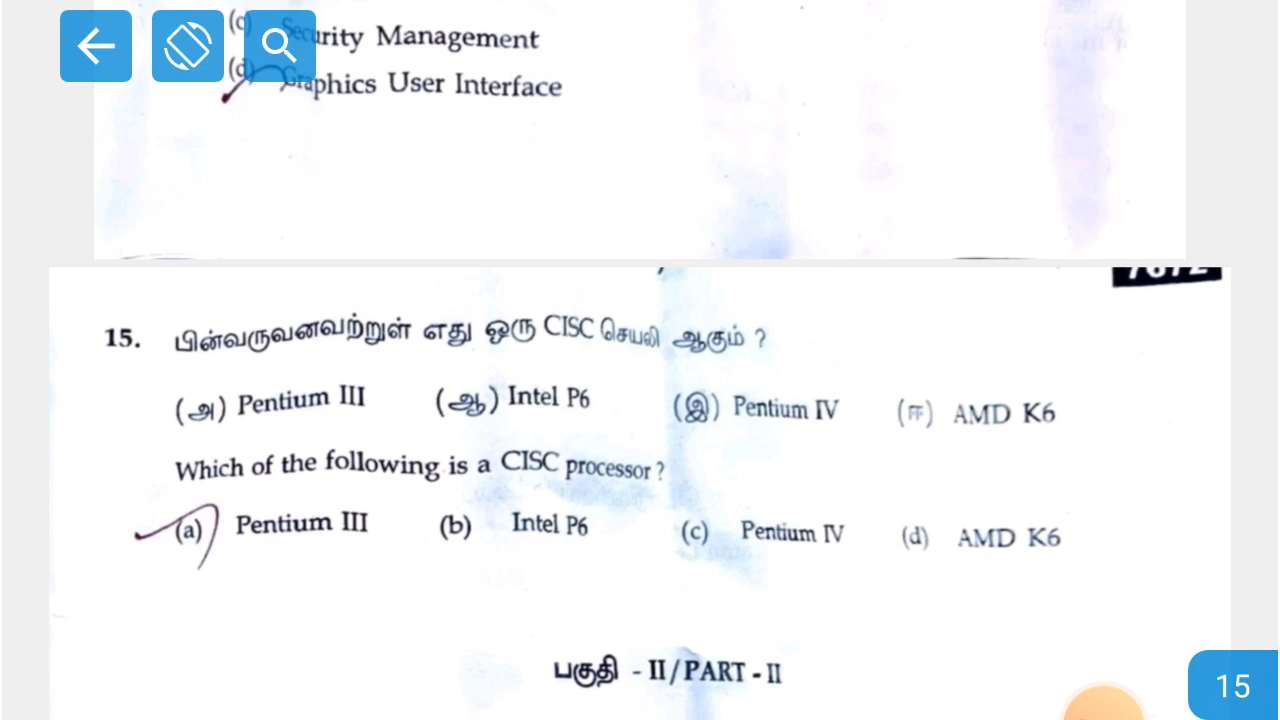 (c) Security Management
(d) Graphics User Interface
15. பின்வருவனவற்றுள் எது ஒரு CISC செயலி ஆகும் ?
(அ) Pentium III (ஆ) Intel P6 (இ) Pentium IV (ஈ) AMD K6
Which of the following is a CISC processor ?
(a) Pentium III (b) Intel P6 (c) Pentium IV (d) AMD K6
பகுதி - II / PART - II
15